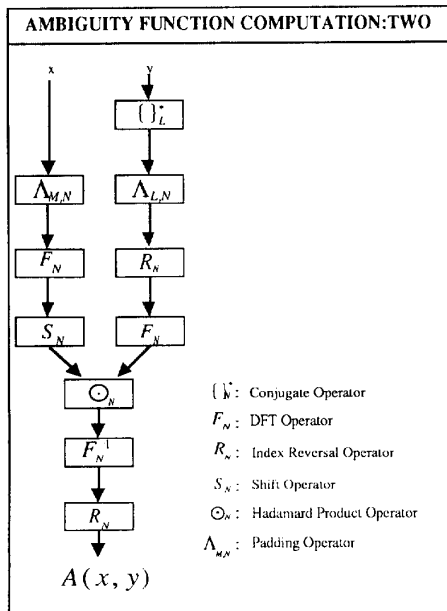 AMBIGUITY FUNCTION COMPUTATION:TWO
x y
{ }*L
ΛM,N ΛL,N
FN RN
SN FN
⊙N
FN-1
RN
A(x, y)
{ }*N : Conjugate Operator
FN : DFT Operator
RN : Index Reversal Operator
SN : Shift Operator
⊙N : Hadamard Product Operator
ΛM,N : Padding Operator